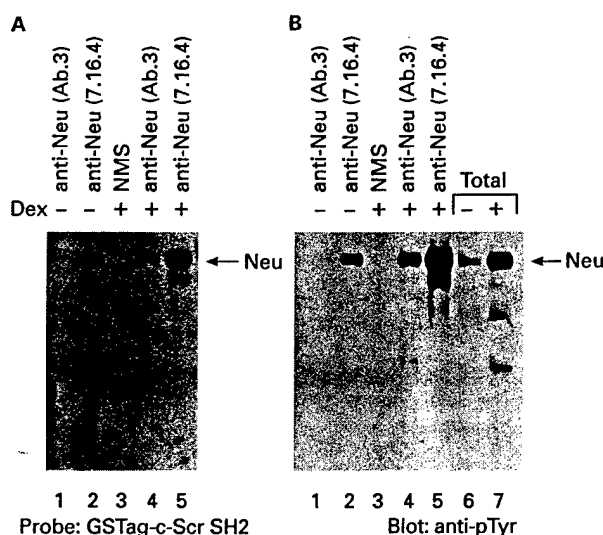 A
anti-Neu (Ab.3)
anti-Neu (7.16.4)
NMS
anti-Neu (Ab.3)
anti-Neu (7.16.4)
Dex – – + + +
← Neu
1 2 3 4 5
Probe: GSTag-c-Scr SH2
B
anti-Neu (Ab.3)
anti-Neu (7.16.4)
NMS
anti-Neu (Ab.3)
anti-Neu (7.16.4)
Total
– – + + + – +
← Neu
1 2 3 4 5 6 7
Blot: anti-pTyr